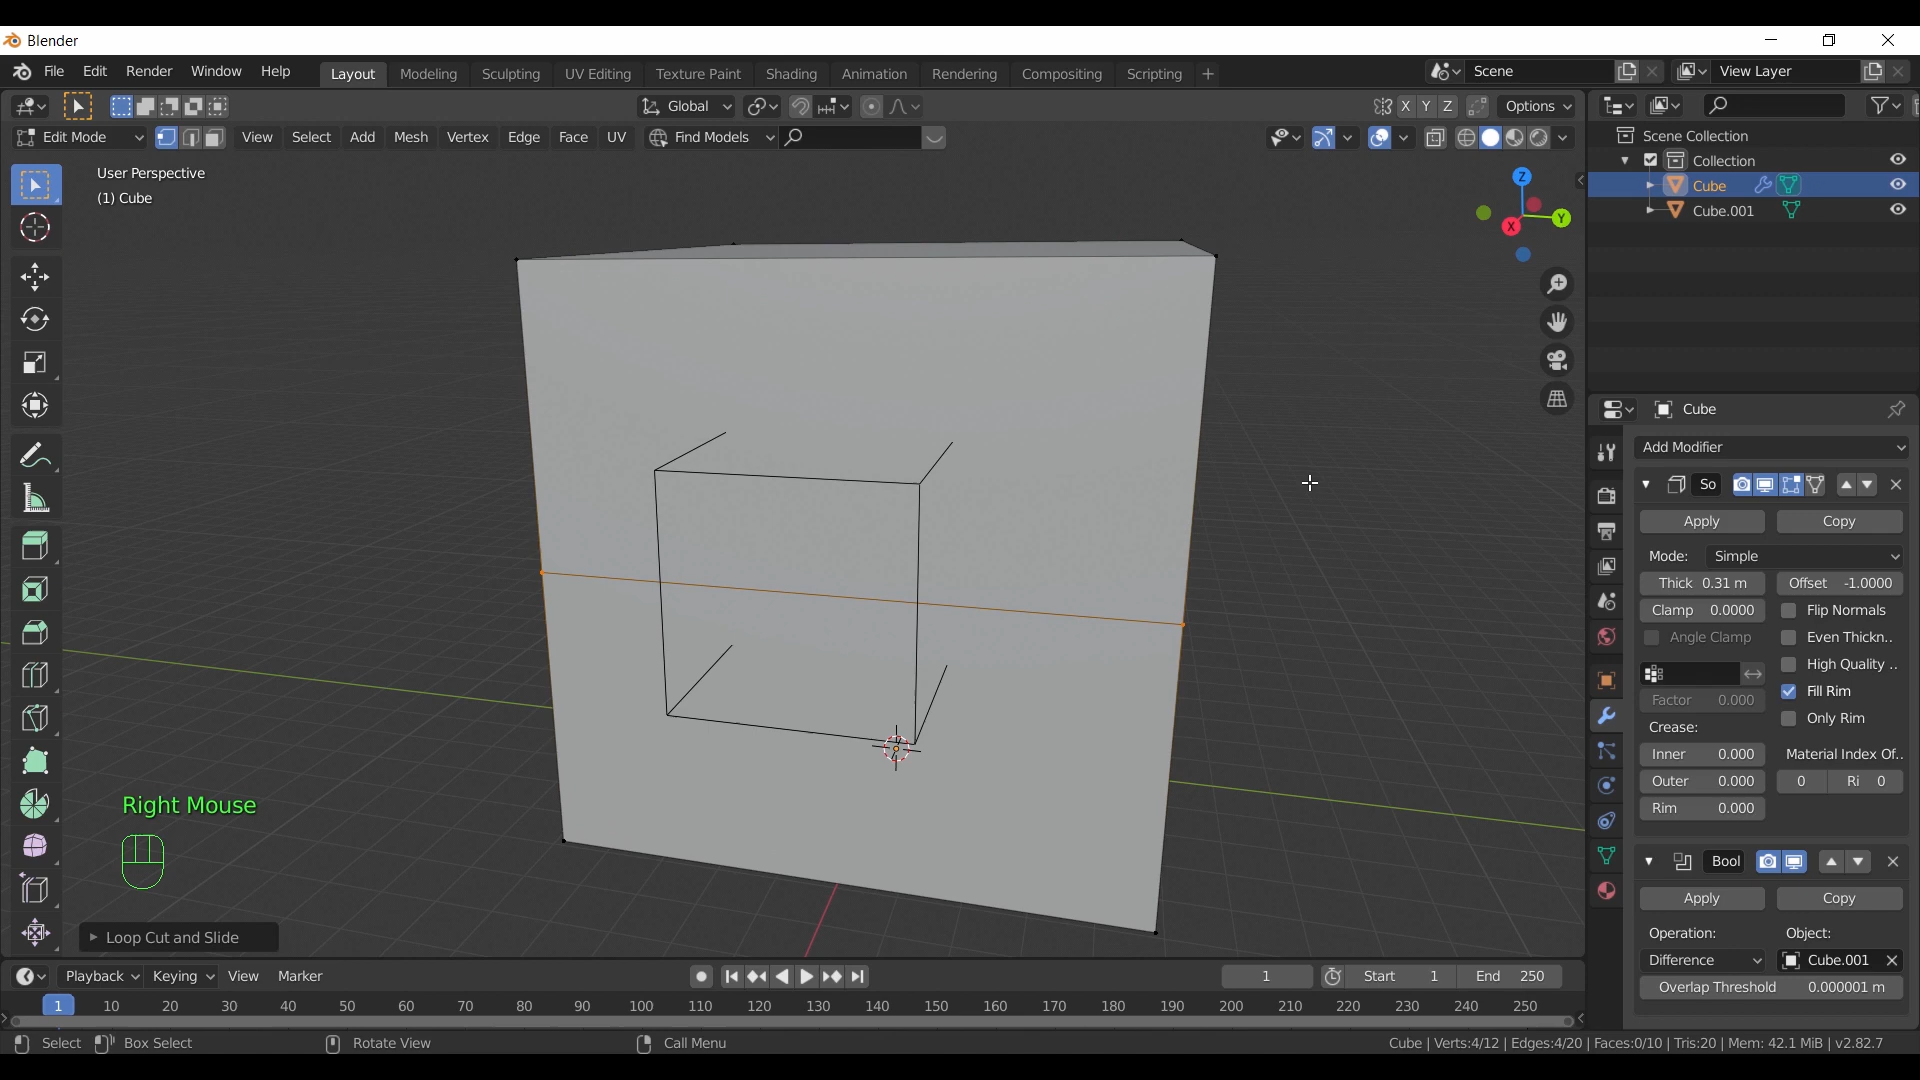 Blender
File Edit Render Window Help Layout Modeling Sculpting UV Editing Texture Paint Shading Animation Rendering Compositing Scripting + Scene View Layer
Global X Y Z Options
Edit Mode View Select Add Mesh Vertex Edge Face UV Find Models
Scene Collection
Collection
Cube
Cube.001
User Perspective
(1) Cube
Z
Y
X
Cube
Add Modifier
So
Apply Copy
Mode: Simple
Thick 0.31 m Offset -1.0000
Clamp 0.0000 Flip Normals
Angle Clamp Even Thickn..
High Quality ..
Fill Rim
Factor 0.000
Only Rim
Crease:
Inner 0.000 Material Index Of..
Outer 0.000 0 Ri 0
Rim 0.000
Bool
Apply Copy
Operation: Object:
Difference Cube.001
Overlap Threshold 0.000001 m
Right Mouse
Loop Cut and Slide
Playback Keying View Marker 1 Start 1 End 250
1 10 20 30 40 50 60 70 80 90 100 110 120 130 140 150 160 170 180 190 200 210 220 230 240 250
Select Box Select Rotate View Call Menu Cube | Verts:4/12 | Edges:4/20 | Faces:0/10 | Tris:20 | Mem: 42.1 MiB | v2.82.7